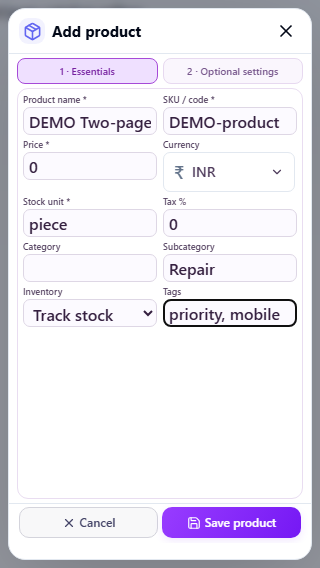 Add product
1 · Essentials
2 · Optional settings
Product name *
SKU / code *
DEMO Two-page
DEMO-product
Price *
Currency
0
₹ INR
Stock unit *
Tax %
piece
0
Category
Subcategory
Repair
Inventory
Tags
Track stock
priority, mobile
Cancel
Save product